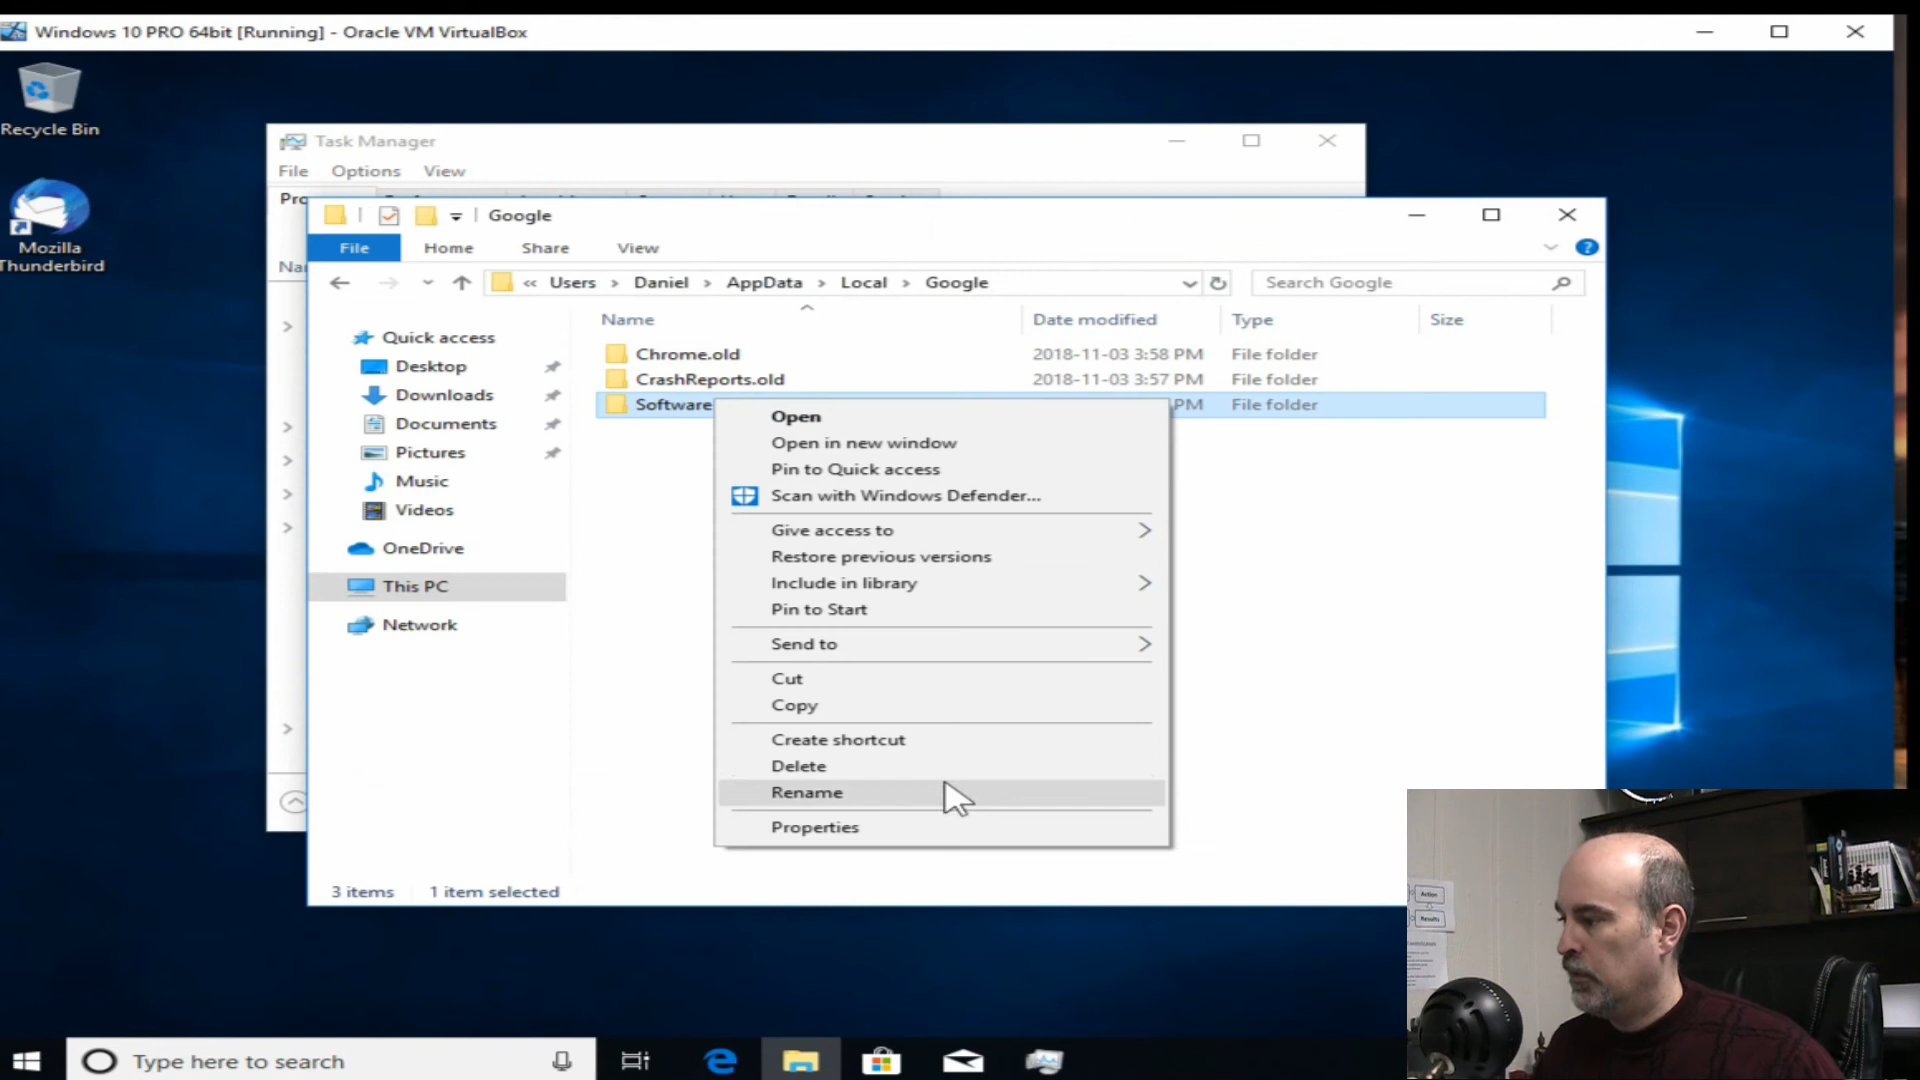 Windows 10 PRO 64bit [Running] - Oracle VM VirtualBox
Recycle Bin
Mozilla
Thunderbird
Task Manager
File Options View
Google
File Home Share View
« Users > Daniel > AppData > Local > Google
Search Google
Name Date modified Type Size
Chrome.old 2018-11-03 3:58 PM File folder
CrashReports.old 2018-11-03 3:57 PM File folder
Software PM File folder
Quick access
Desktop
Downloads
Documents
Pictures
Music
Videos
OneDrive
This PC
Network
Open
Open in new window
Pin to Quick access
Scan with Windows Defender...
Give access to
Restore previous versions
Include in library
Pin to Start
Send to
Cut
Copy
Create shortcut
Delete
Rename
Properties
3 items 1 item selected
Action
Results
Type here to search